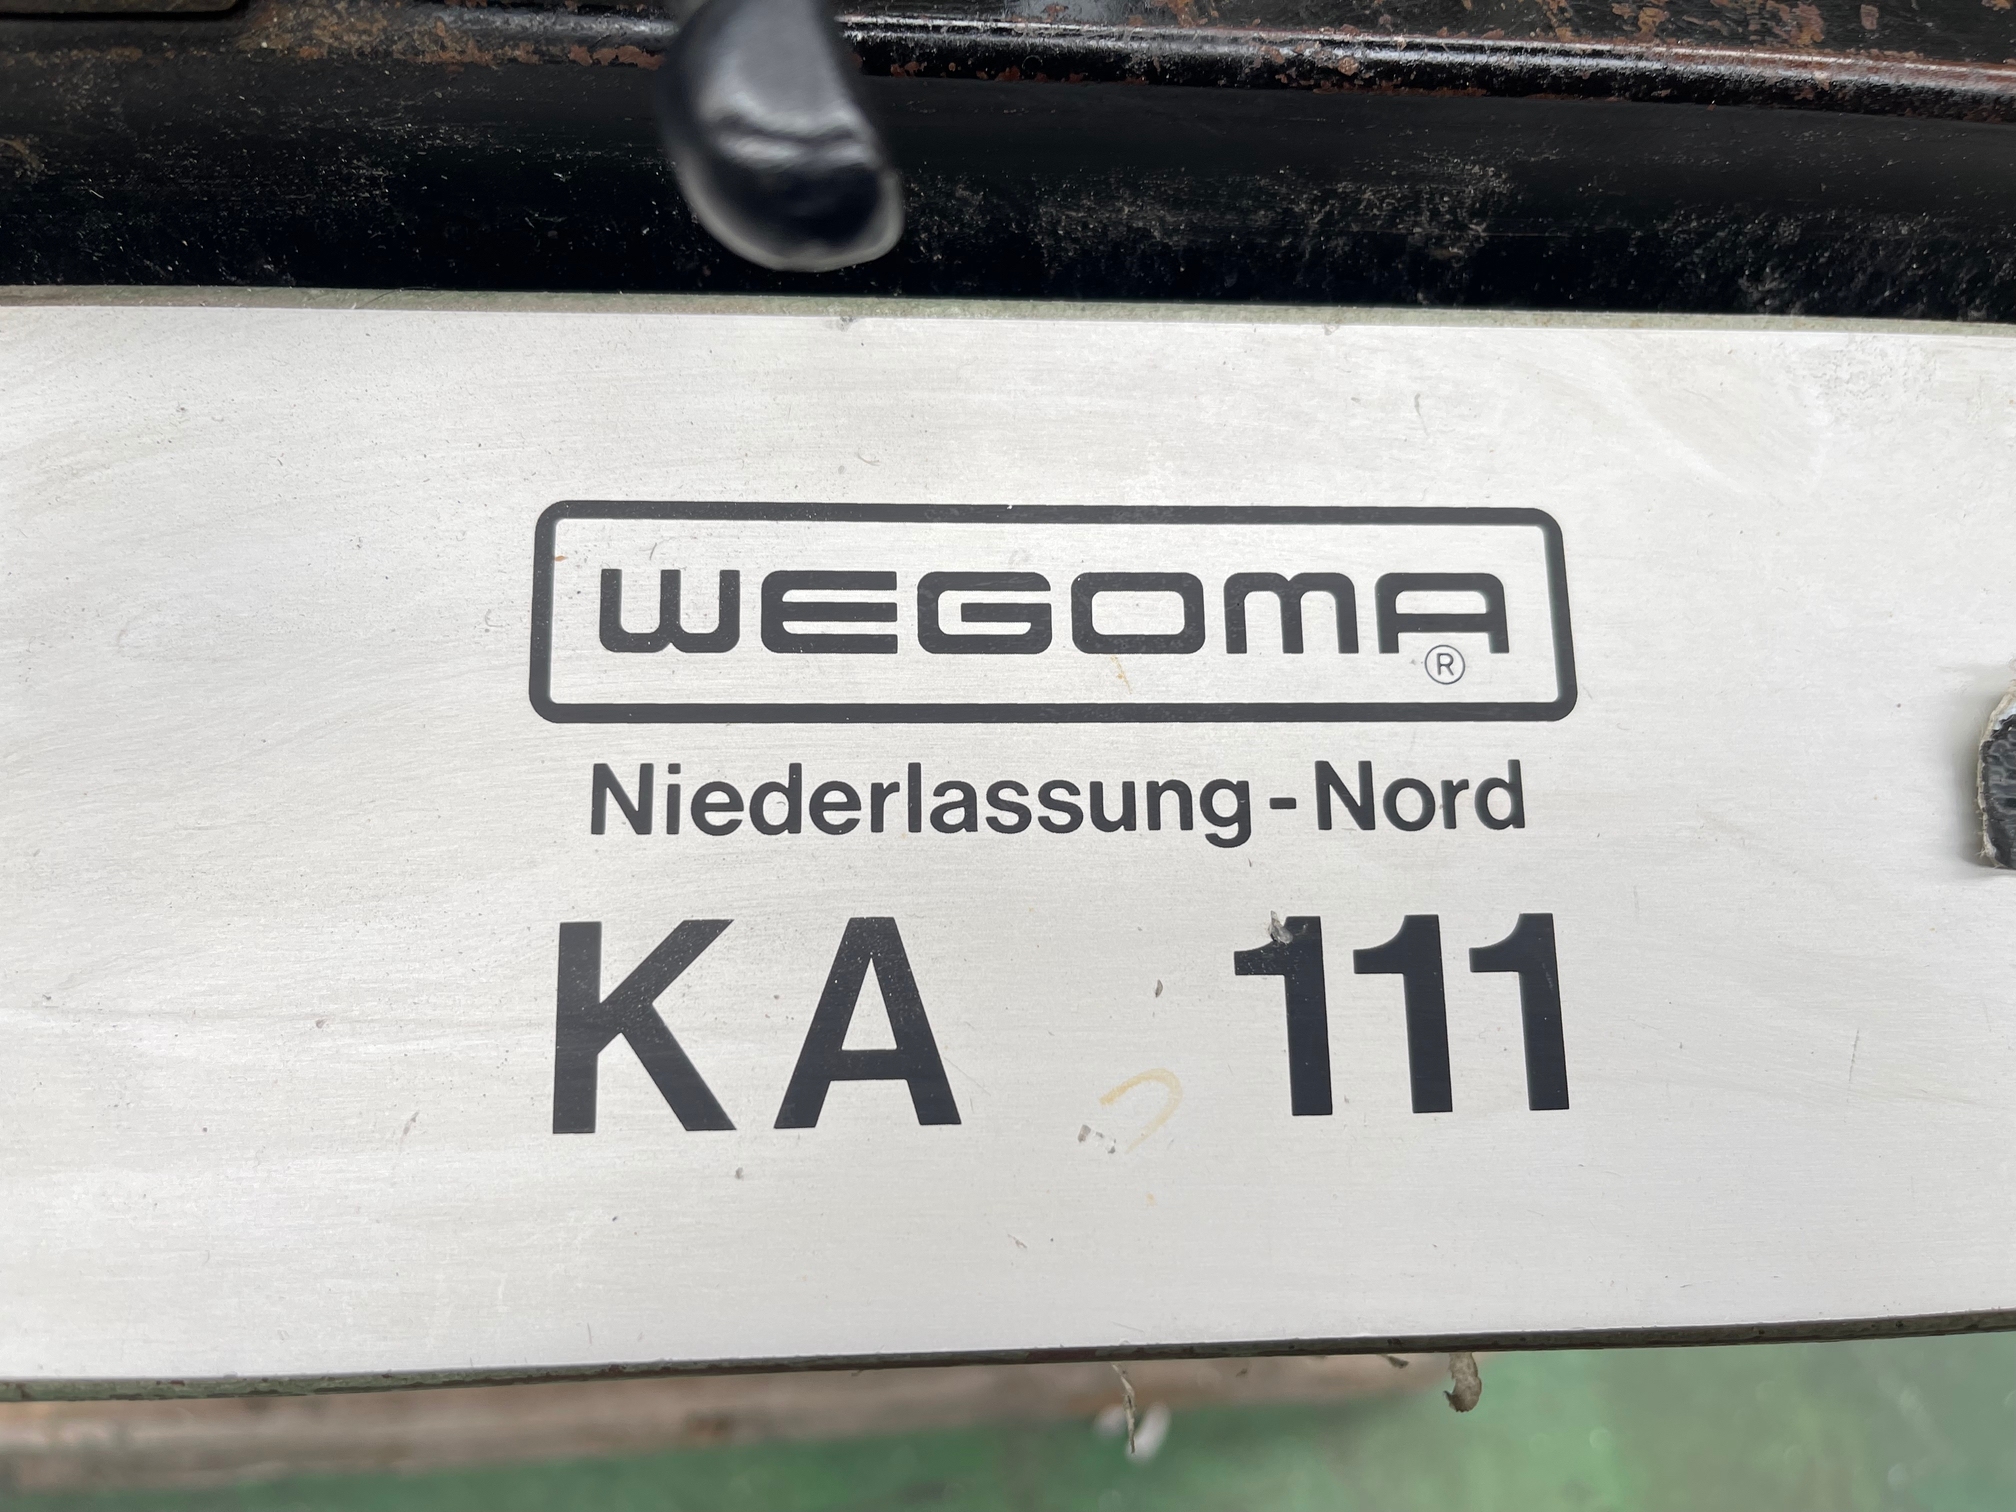 WEGOMA®
Niederlassung-Nord
KA 111